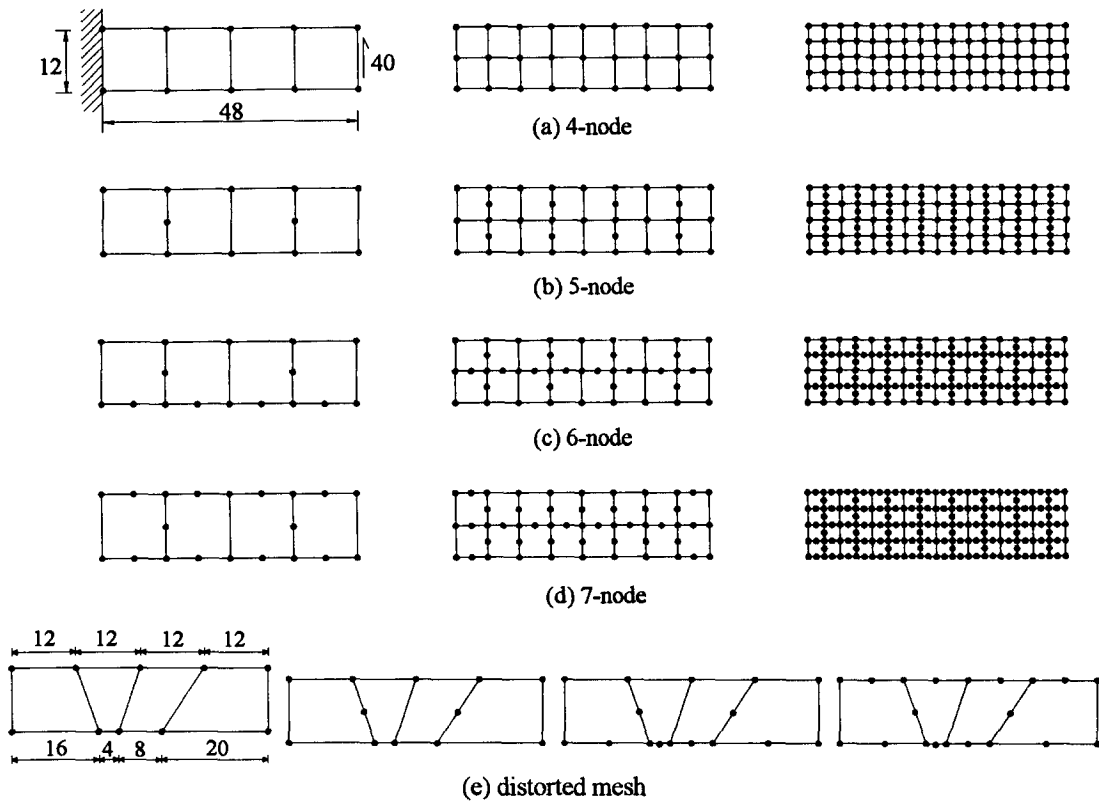 12
40
48
(a) 4-node
(b) 5-node
(c) 6-node
(d) 7-node
12 12 12 12
16 4 8 20
(e) distorted mesh